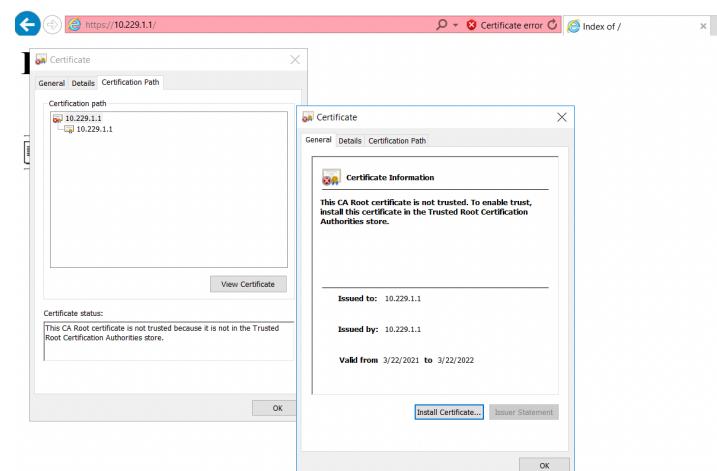 https://10.229.1.1/
Certificate error
Index of /
Certificate
General Details Certification Path
Certification path
10.229.1.1
10.229.1.1
View Certificate
Certificate status:
This CA Root certificate is not trusted because it is not in the Trusted
Root Certification Authorities store.
OK
Certificate
General Details Certification Path
Certificate Information
This CA Root certificate is not trusted. To enable trust,
install this certificate in the Trusted Root Certification
Authorities store.
Issued to: 10.229.1.1
Issued by: 10.229.1.1
Valid from 3/22/2021 to 3/22/2022
Install Certificate...
Issuer Statement
OK